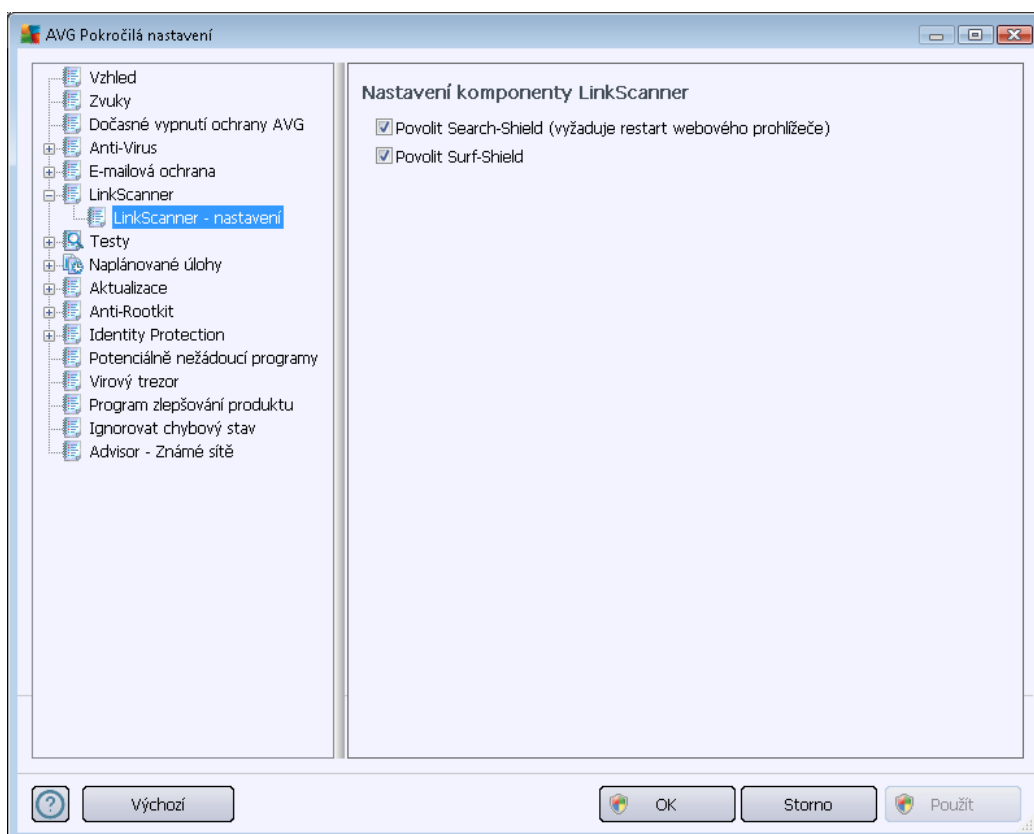 AVG Pokročilá nastavení
Vzhled
Zvuky
Dočasné vypnutí ochrany AVG
Anti-Virus
E-mailová ochrana
LinkScanner
LinkScanner - nastavení
Testy
Naplánované úlohy
Aktualizace
Anti-Rootkit
Identity Protection
Potenciálně nežádoucí programy
Virový trezor
Program zlepšování produktu
Ignorovat chybový stav
Advisor - Známé sítě
Nastavení komponenty LinkScanner
Povolit Search-Shield (vyžaduje restart webového prohlížeče)
Povolit Surf-Shield
? Výchozí OK Storno Použít